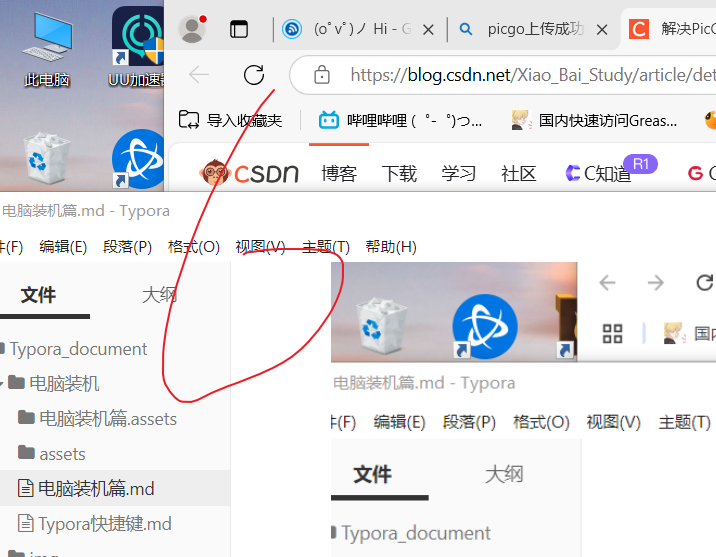 (oﾟvﾟ)ノ Hi - G
picgo上传成功
解决PicG
此电脑
UU加速器
https://blog.csdn.net/Xiao_Bai_Study/article/det
导入收藏夹
哔哩哔哩 ( ゜- ゜)つ...
国内快速访问Greas...
CSDN
博客
下载
学习
社区
C知道
R1
G
电脑装机篇.md - Typora
件(F) 编辑(E) 段落(P) 格式(O) 视图(V) 主题(T) 帮助(H)
文件
大纲
Typora_document
电脑装机
电脑装机篇.assets
assets
电脑装机篇.md
Typora快捷键.md
img
国内
电脑装机篇.md - Typora
件(F) 编辑(E) 段落(P) 格式(O) 视图(V) 主题(T)
文件
大纲
Typora_document